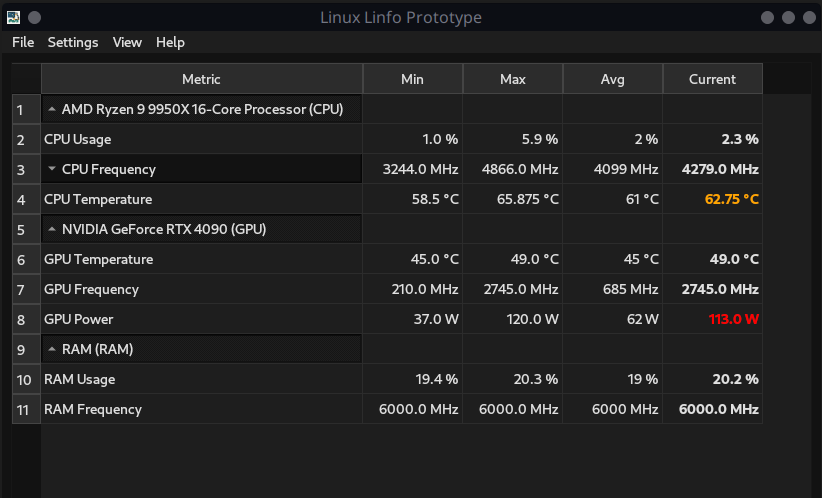 Linux Linfo Prototype
File Settings View Help
Metric Min Max Avg Current
1 AMD Ryzen 9 9950X 16-Core Processor (CPU)
2 CPU Usage 1.0 % 5.9 % 2 % 2.3 %
3 CPU Frequency 3244.0 MHz 4866.0 MHz 4099 MHz 4279.0 MHz
4 CPU Temperature 58.5 °C 65.875 °C 61 °C 62.75 °C
5 NVIDIA GeForce RTX 4090 (GPU)
6 GPU Temperature 45.0 °C 49.0 °C 45 °C 49.0 °C
7 GPU Frequency 210.0 MHz 2745.0 MHz 685 MHz 2745.0 MHz
8 GPU Power 37.0 W 120.0 W 62 W 113.0 W
9 RAM (RAM)
10 RAM Usage 19.4 % 20.3 % 19 % 20.2 %
11 RAM Frequency 6000.0 MHz 6000.0 MHz 6000 MHz 6000.0 MHz